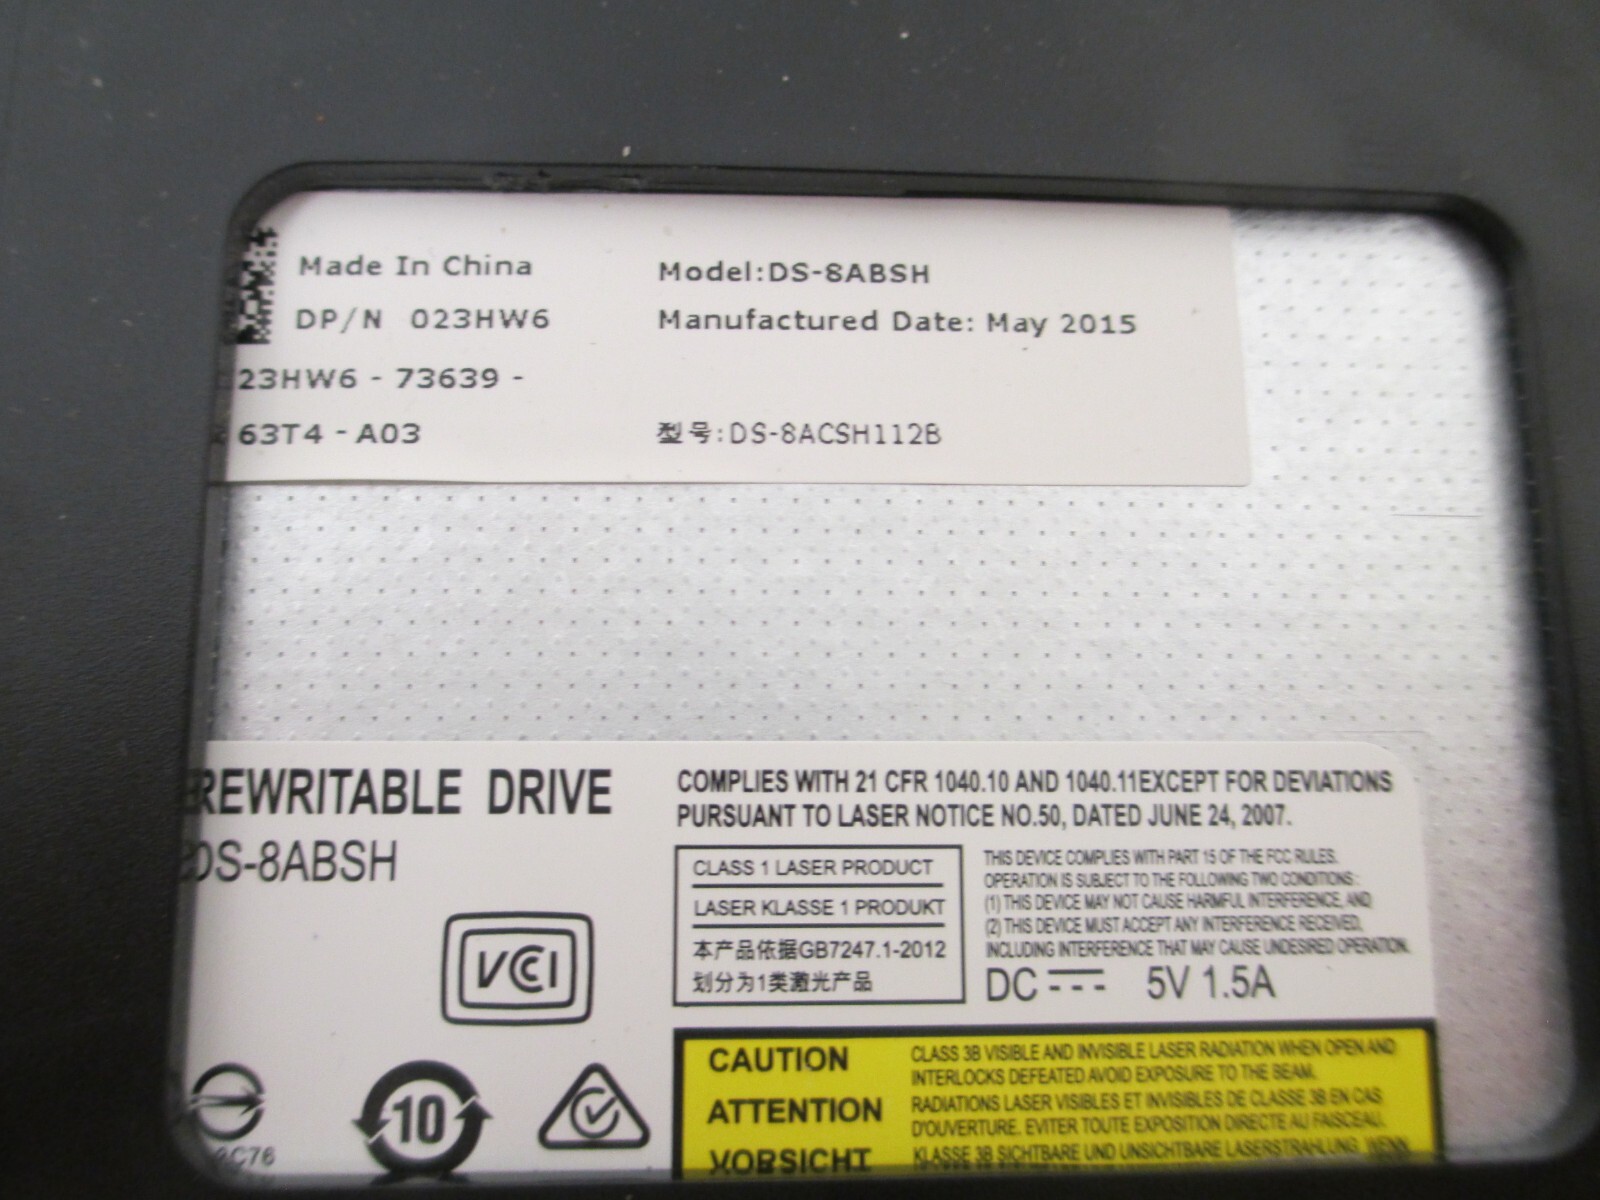 Made In China
DP/N 023HW6
23HW6 - 73639 -
63T4 - A03
Model:DS-8ABSH
Manufactured Date: May 2015
型号:DS-8ACSH112B
REWRITABLE DRIVE
DS-8ABSH
COMPLIES WITH 21 CFR 1040.10 AND 1040.11EXCEPT FOR DEVIATIONS
PURSUANT TO LASER NOTICE NO.50, DATED JUNE 24, 2007.
CLASS 1 LASER PRODUCT
LASER KLASSE 1 PRODUKT
本产品依据GB7247.1-2012
划分为1类激光产品
THIS DEVICE COMPLIES WITH PART 15 OF THE FCC RULES.
OPERATION IS SUBJECT TO THE FOLLOWING TWO CONDITIONS :
(1) THIS DEVICE MAY NOT CAUSE HARMFUL INTERFERENCE, AND
(2) THIS DEVICE MUST ACCEPT ANY INTERFERENCE RECEIVED,
INCLUDING INTERFERENCE THAT MAY CAUSE UNDESIRED OPERATION.
DC 5V 1.5A
VCCI
10
C76
CAUTION
CLASS 3B VISIBLE AND INVISIBLE LASER RADIATION WHEN OPEN AND
INTERLOCKS DEFEATED AVOID EXPOSURE TO THE BEAM.
ATTENTION
RADIATIONS LASER VISIBLES ET INVISIBLES DE CLASSE 3B EN CAS
D'OUVERTURE. EVITER TOUTE EXPOSITION DIRECTE AU FAISCEAU.
VORSICHT
KLASSE 3B SICHTBARE UND UNSICHTBARE LASERSTRAHLUNG, WENN